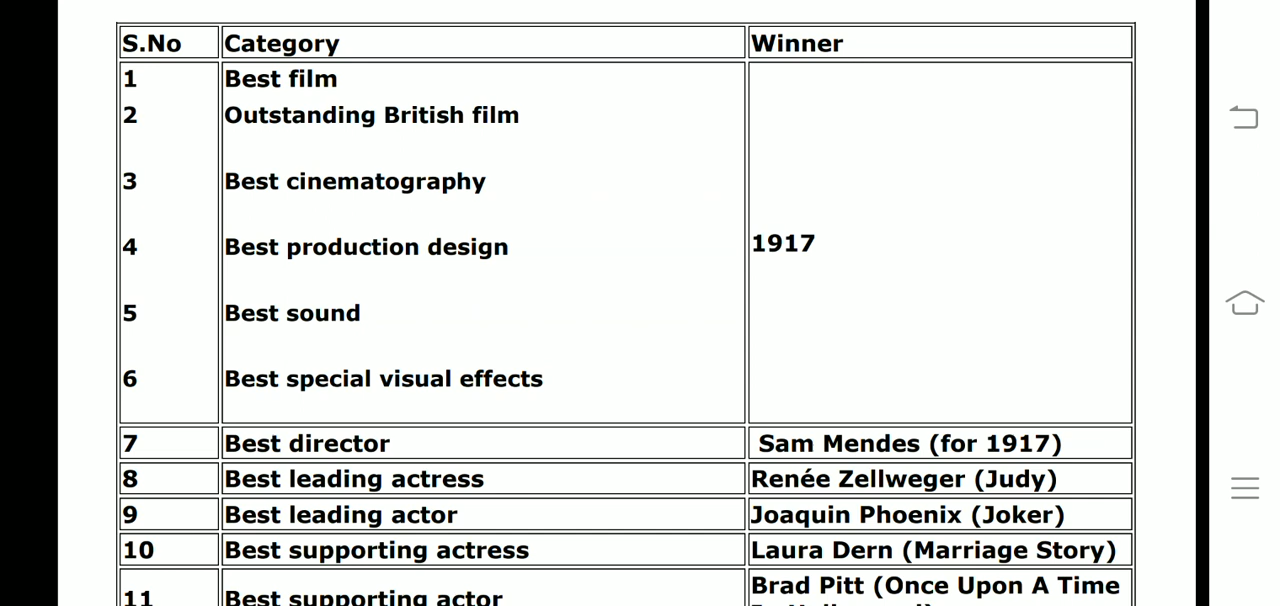 S.No Category Winner
1 Best film
2 Outstanding British film
3 Best cinematography
4 Best production design
1917
5 Best sound
6 Best special visual effects
7 Best director Sam Mendes (for 1917)
8 Best leading actress Renée Zellweger (Judy)
9 Best leading actor Joaquin Phoenix (Joker)
10 Best supporting actress Laura Dern (Marriage Story)
11 Best supporting actor Brad Pitt (Once Upon A Time